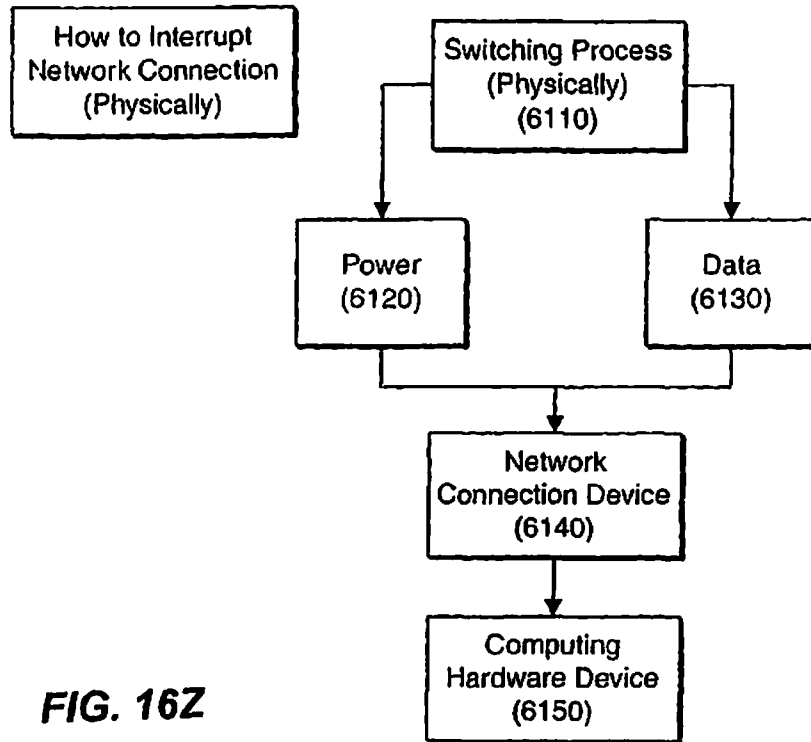 How to Interrupt
Network Connection
(Physically)
Switching Process
(Physically)
(6110)
Power
(6120)
Data
(6130)
Network
Connection Device
(6140)
Computing
Hardware Device
(6150)
FIG. 16Z